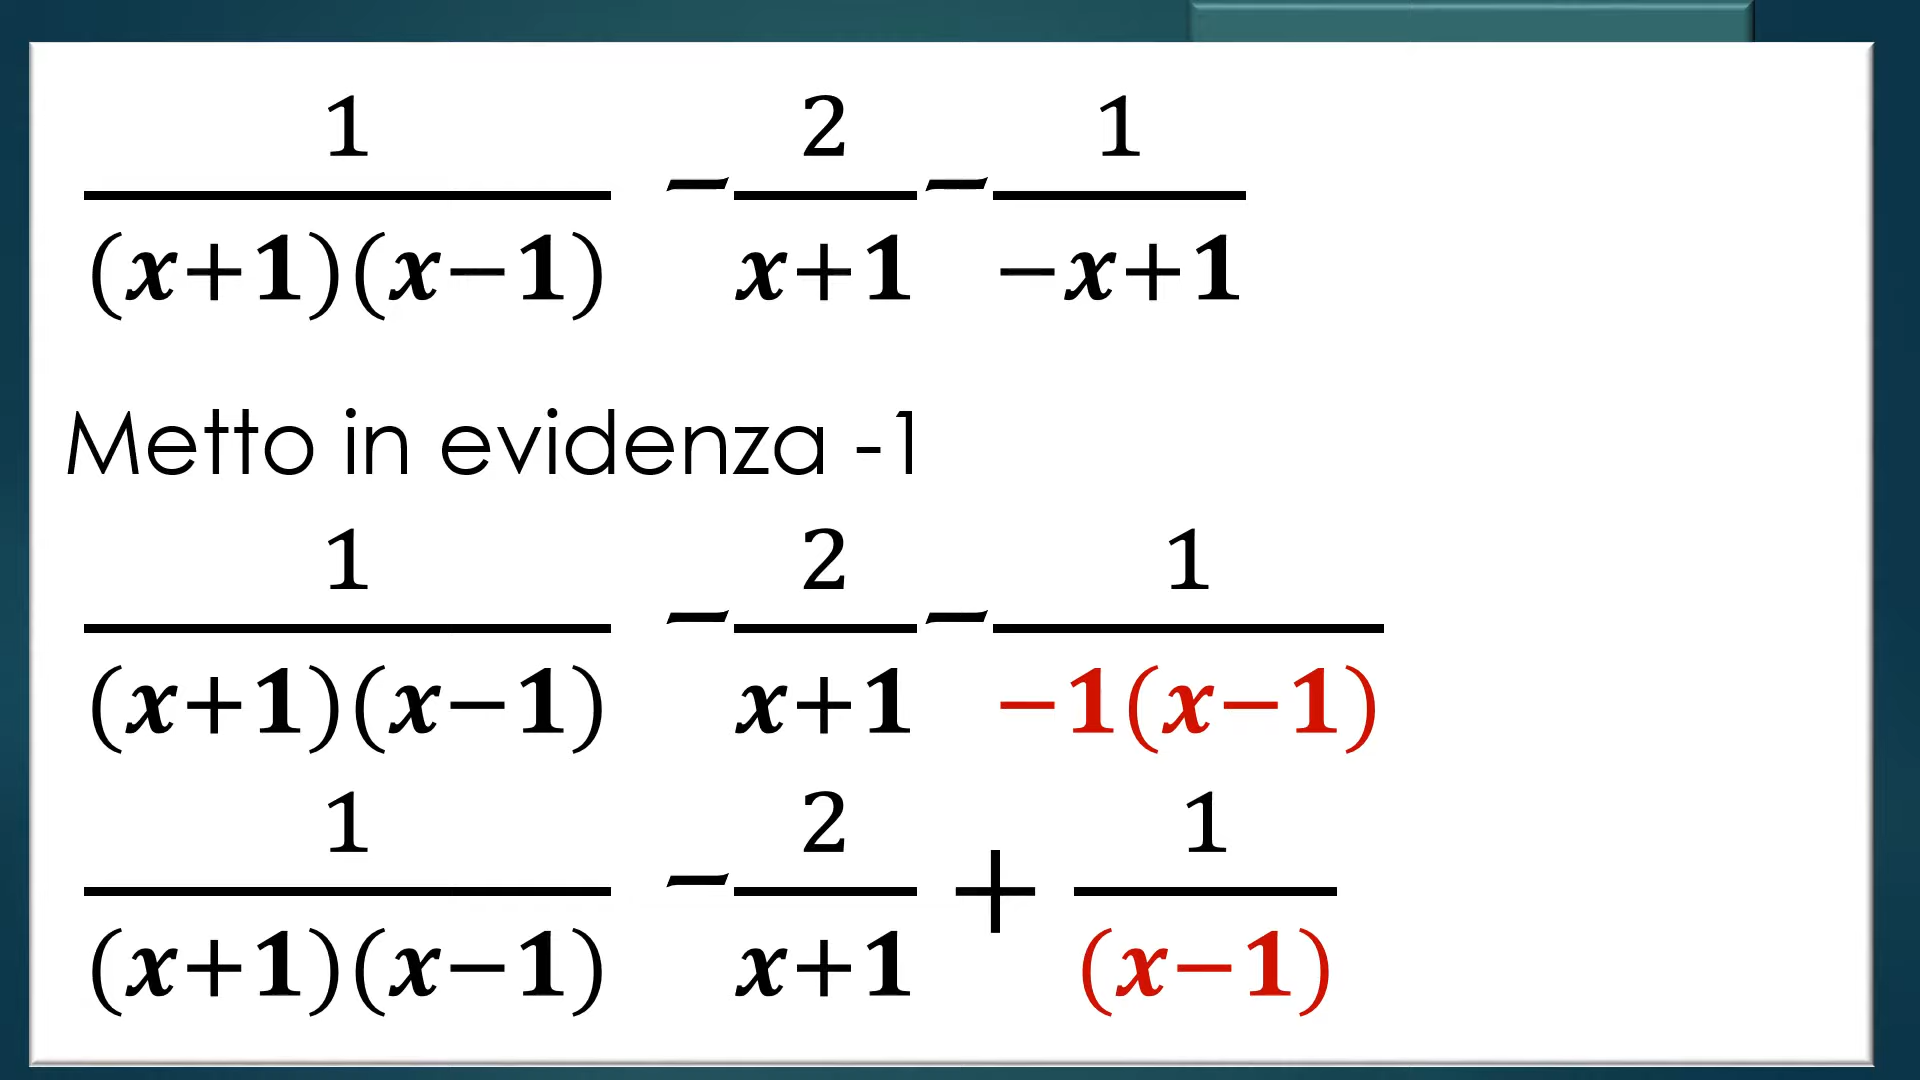 1/((x+1)(x−1)) − 2/(x+1) − 1/(−x+1)
Metto in evidenza -1
1/((x+1)(x−1)) − 2/(x+1) − 1/(−1(x−1))
1/((x+1)(x−1)) − 2/(x+1) + 1/((x−1))